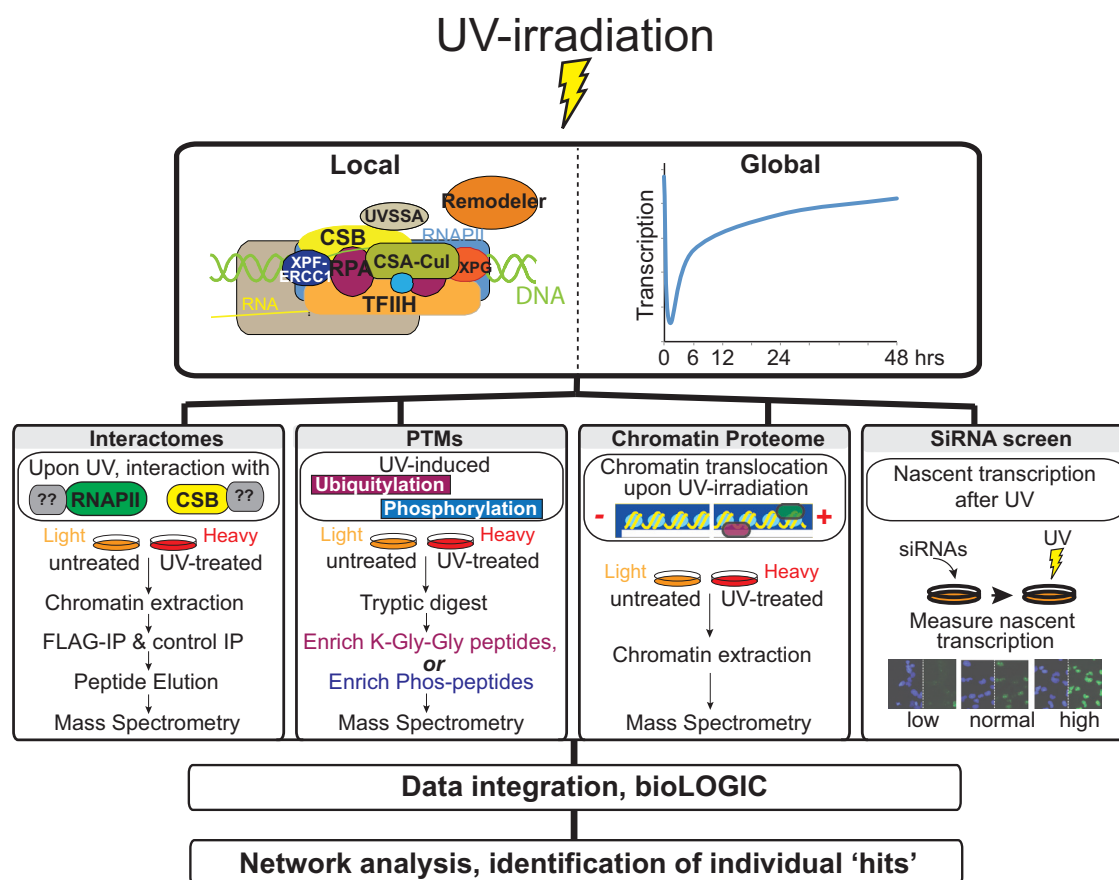 UV-irradiation
Local
Global
Remodeler
UVSSA
RNAPII
CSB
XPF-
ERCC1
RPA
CSA-Cul
XPG
DNA
RNA
TFIIH
Transcription
0 6 12 24 48 hrs
Interactomes
Upon UV, interaction with
?? RNAPII CSB ??
Light Heavy
untreated UV-treated
Chromatin extraction
FLAG-IP & control IP
Peptide Elution
Mass Spectrometry
PTMs
UV-induced
Ubiquitylation
Phosphorylation
Light Heavy
untreated UV-treated
Tryptic digest
Enrich K-Gly-Gly peptides,
or
Enrich Phos-peptides
Mass Spectrometry
Chromatin Proteome
Chromatin translocation
upon UV-irradiation
- +
Light Heavy
untreated UV-treated
Chromatin extraction
Mass Spectrometry
SiRNA screen
Nascent transcription
after UV
siRNAs UV
Measure nascent
transcription
low normal high
Data integration, bioLOGIC
Network analysis, identification of individual ‘hits’